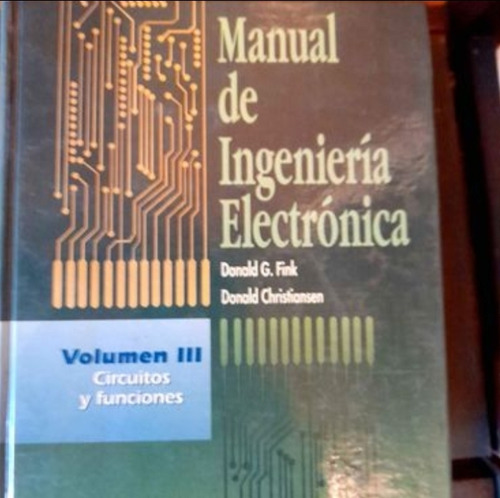 Manual
de
Ingeniería
Electrónica
Donald G. Fink
Donald Christiansen
Volumen III
Circuitos
y funciones